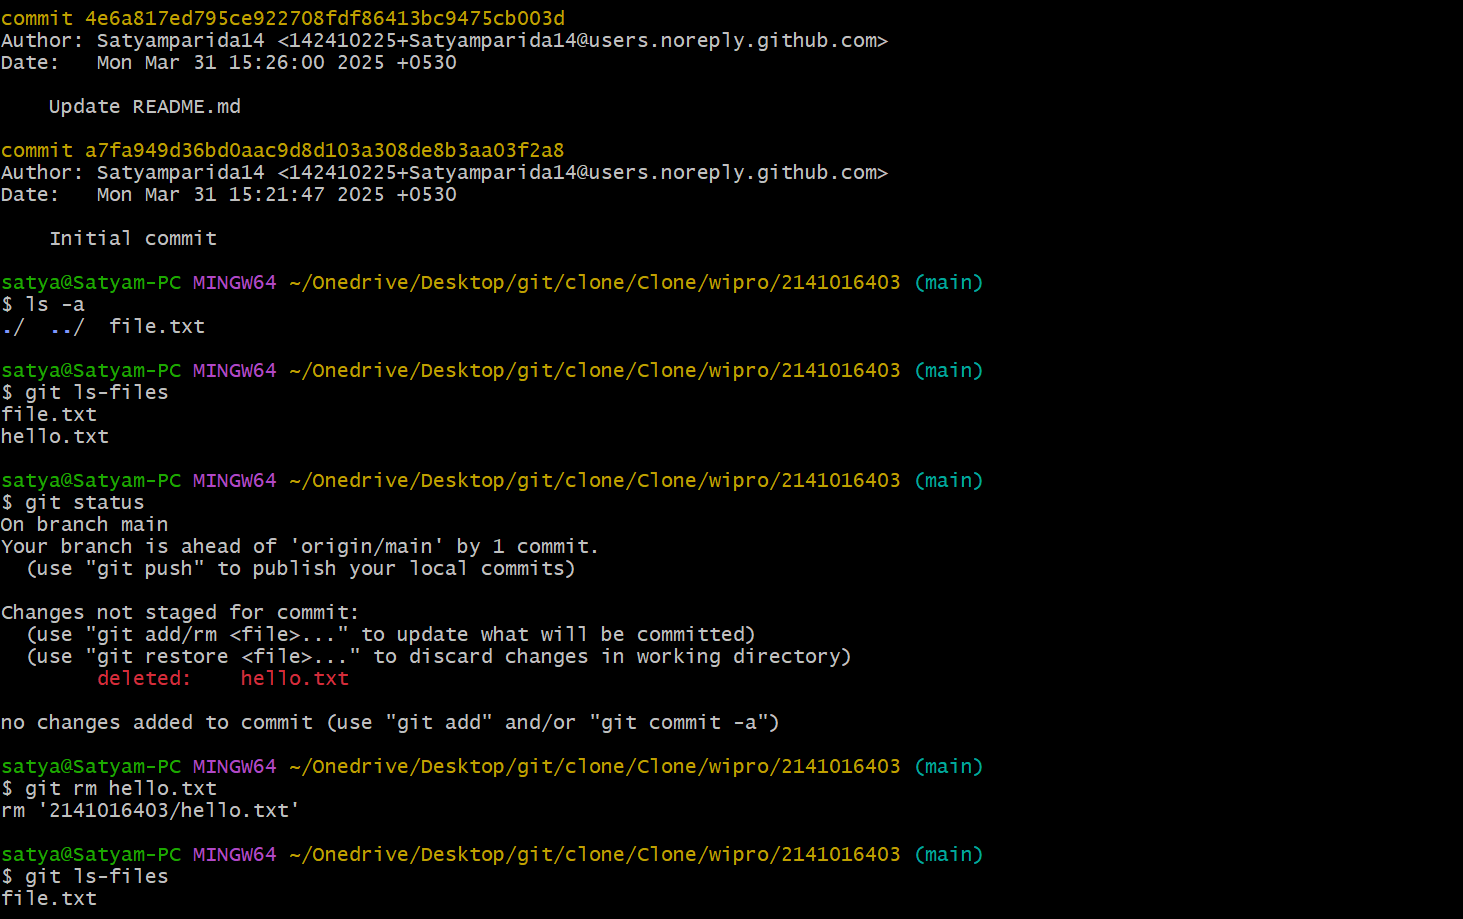 commit 4e6a817ed795ce922708fdf86413bc9475cb003d
Author: Satyamparida14 <142410225+Satyamparida14@users.noreply.github.com>
Date:   Mon Mar 31 15:26:00 2025 +0530
    Update README.md
commit a7fa949d36bd0aac9d8d103a308de8b3aa03f2a8
Author: Satyamparida14 <142410225+Satyamparida14@users.noreply.github.com>
Date:   Mon Mar 31 15:21:47 2025 +0530
    Initial commit
satya@Satyam-PC MINGW64 ~/Onedrive/Desktop/git/clone/Clone/wipro/2141016403 (main)
$ ls -a
./  ../  file.txt
satya@Satyam-PC MINGW64 ~/Onedrive/Desktop/git/clone/Clone/wipro/2141016403 (main)
$ git ls-files
file.txt
hello.txt
satya@Satyam-PC MINGW64 ~/Onedrive/Desktop/git/clone/Clone/wipro/2141016403 (main)
$ git status
On branch main
Your branch is ahead of 'origin/main' by 1 commit.
  (use "git push" to publish your local commits)
Changes not staged for commit:
  (use "git add/rm <file>..." to update what will be committed)
  (use "git restore <file>..." to discard changes in working directory)
        deleted:    hello.txt
no changes added to commit (use "git add" and/or "git commit -a")
satya@Satyam-PC MINGW64 ~/Onedrive/Desktop/git/clone/Clone/wipro/2141016403 (main)
$ git rm hello.txt
rm '2141016403/hello.txt'
satya@Satyam-PC MINGW64 ~/Onedrive/Desktop/git/clone/Clone/wipro/2141016403 (main)
$ git ls-files
file.txt